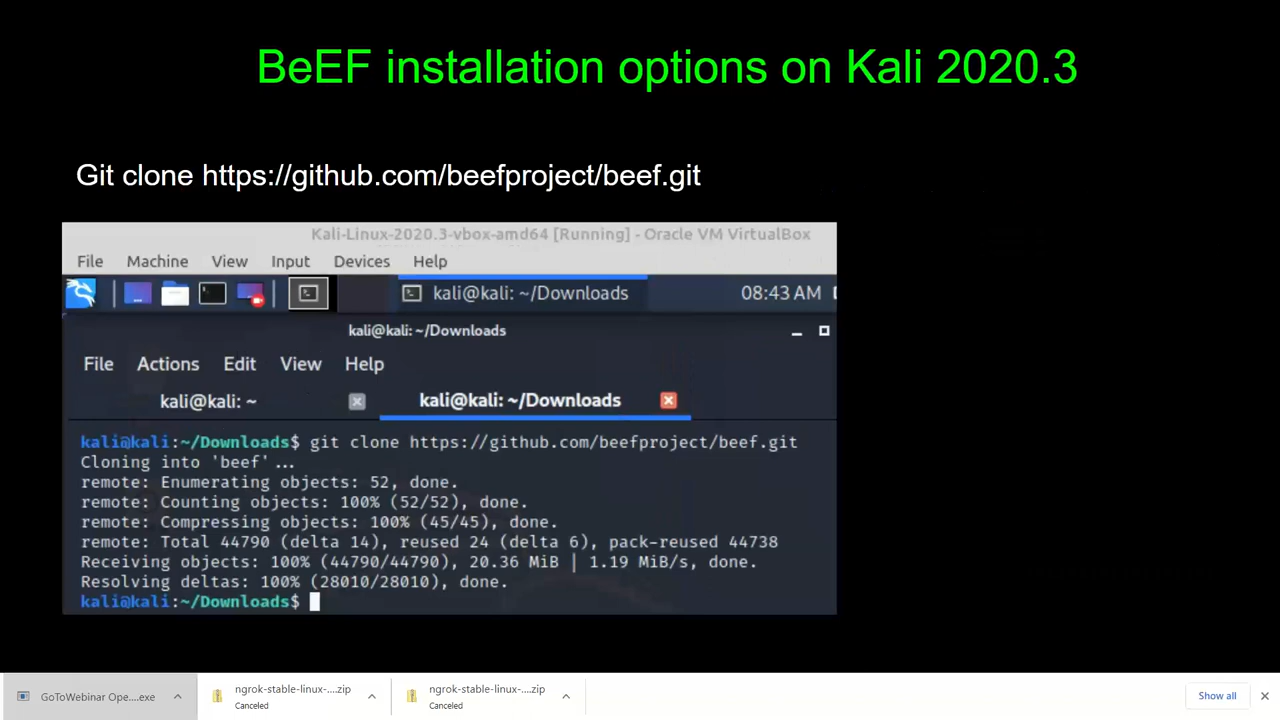 BeEF installation options on Kali 2020.3
Git clone https://github.com/beefproject/beef.git
Kali-Linux-2020.3-vbox-amd64 [Running] - Oracle VM VirtualBox
File Machine View Input Devices Help
kali@kali: ~/Downloads 08:43 AM
kali@kali: ~/Downloads
File Actions Edit View Help
kali@kali: ~ kali@kali: ~/Downloads
kali@kali:~/Downloads$ git clone https://github.com/beefproject/beef.git
Cloning into 'beef'...
remote: Enumerating objects: 52, done.
remote: Counting objects: 100% (52/52), done.
remote: Compressing objects: 100% (45/45), done.
remote: Total 44790 (delta 14), reused 24 (delta 6), pack-reused 44738
Receiving objects: 100% (44790/44790), 20.36 MiB | 1.19 MiB/s, done.
Resolving deltas: 100% (28010/28010), done.
kali@kali:~/Downloads$
GoToWebinar Ope....exe
ngrok-stable-linux-....zip
Canceled
ngrok-stable-linux-....zip
Canceled
Show all